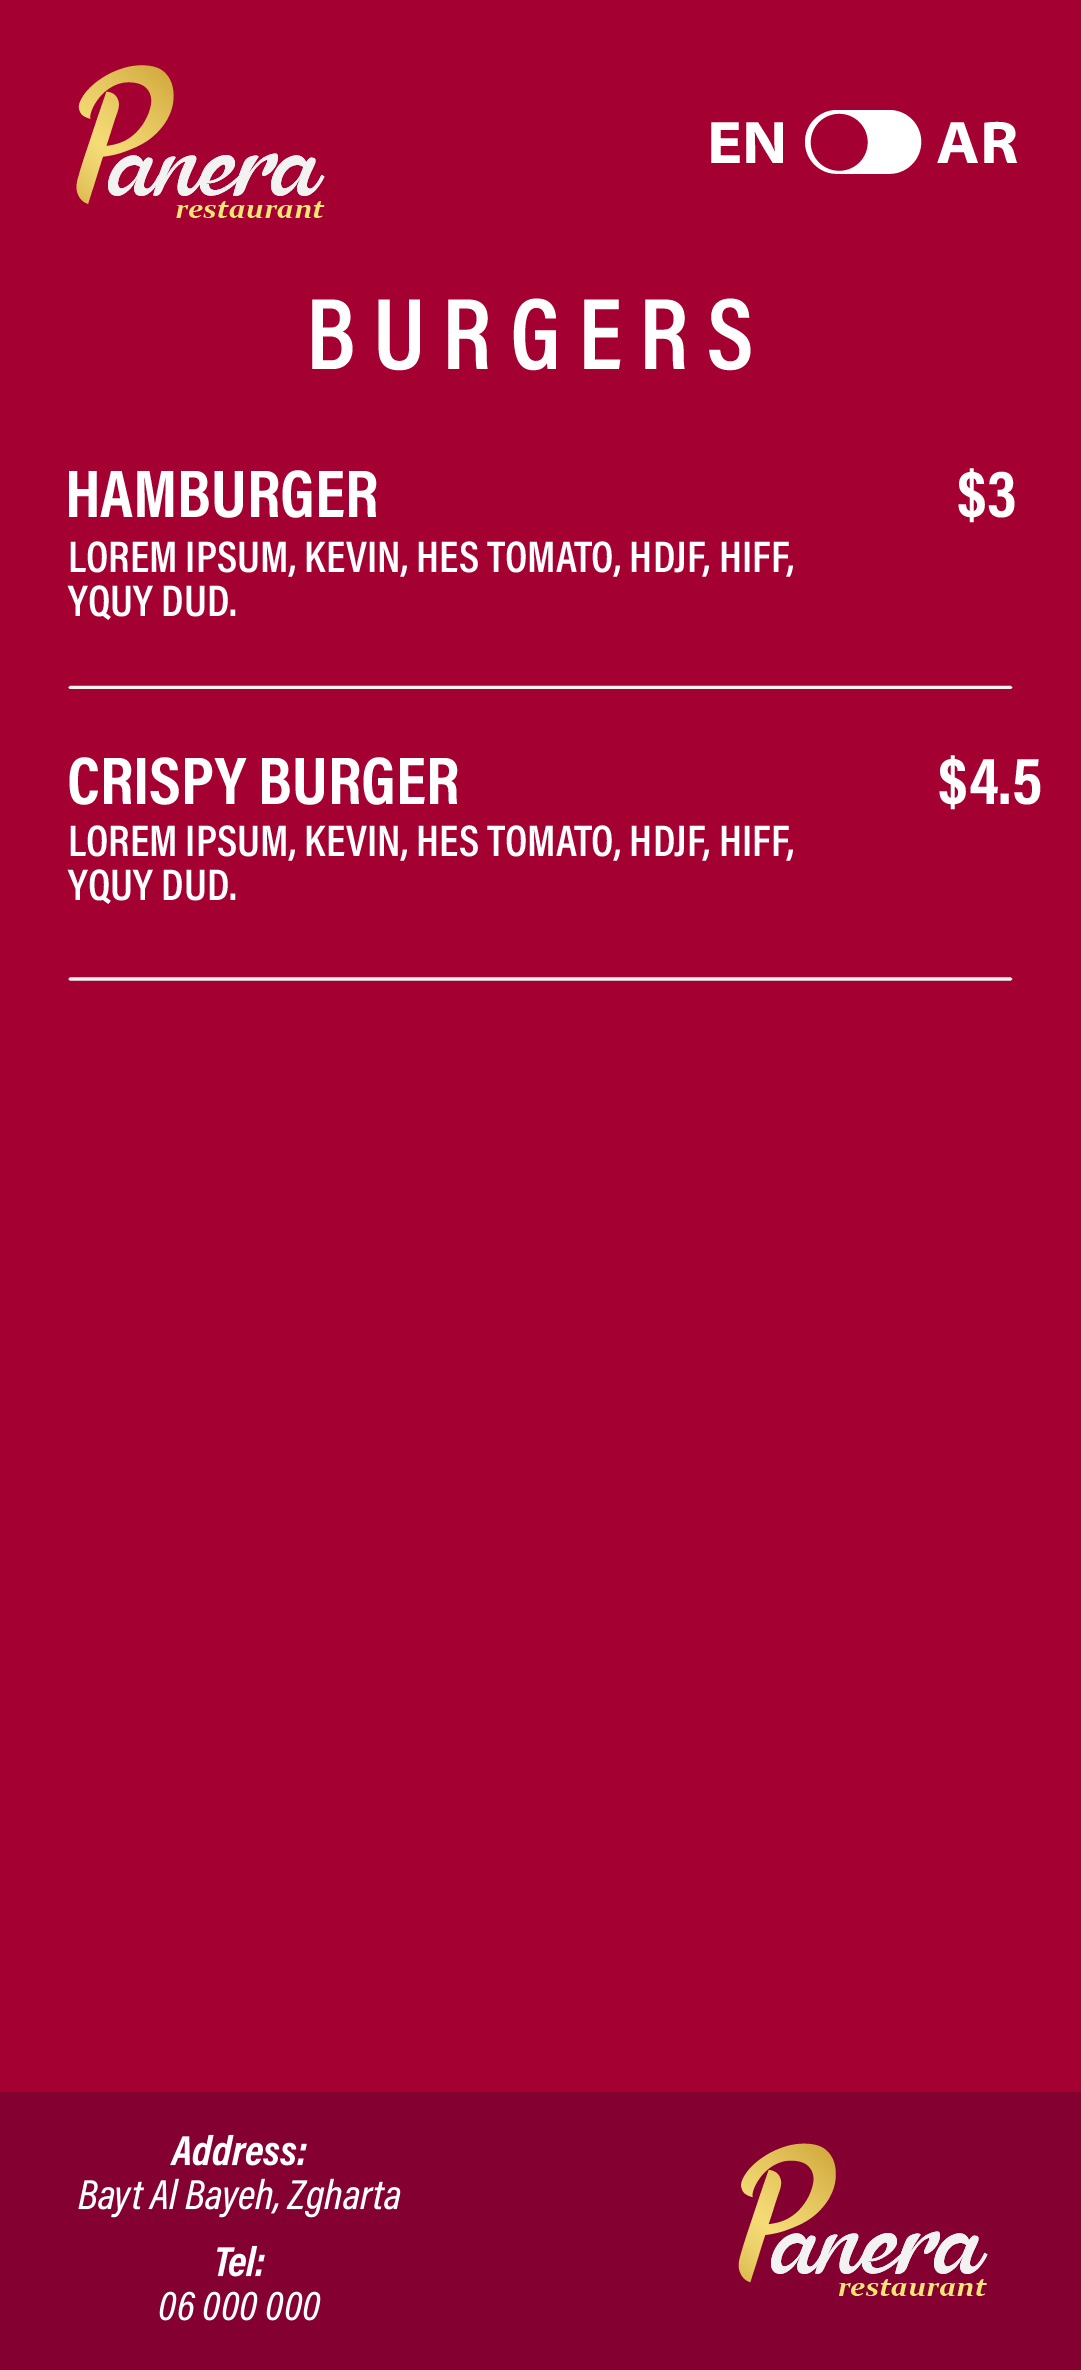 Panera
restaurant
EN AR
BURGERS
HAMBURGER $3
LOREM IPSUM, KEVIN, HES TOMATO, HDJF, HIFF,
YQUY DUD.
CRISPY BURGER $4.5
LOREM IPSUM, KEVIN, HES TOMATO, HDJF, HIFF,
YQUY DUD.
Address:
Bayt Al Bayeh, Zgharta
Tel:
06 000 000
Panera
restaurant